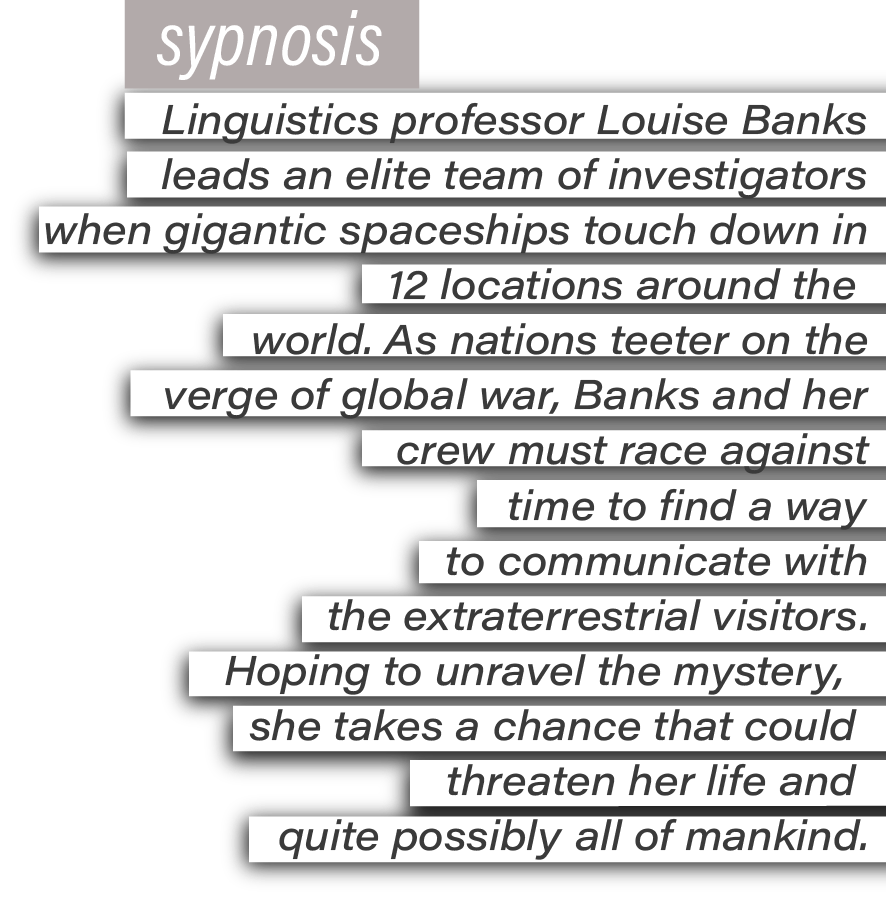 sypnosis
Linguistics professor Louise Banks
leads an elite team of investigators
when gigantic spaceships touch down in
12 locations around the
world. As nations teeter on the
verge of global war, Banks and her
crew must race against
time to find a way
to communicate with
the extraterrestrial visitors.
Hoping to unravel the mystery,
she takes a chance that could
threaten her life and
quite possibly all of mankind.